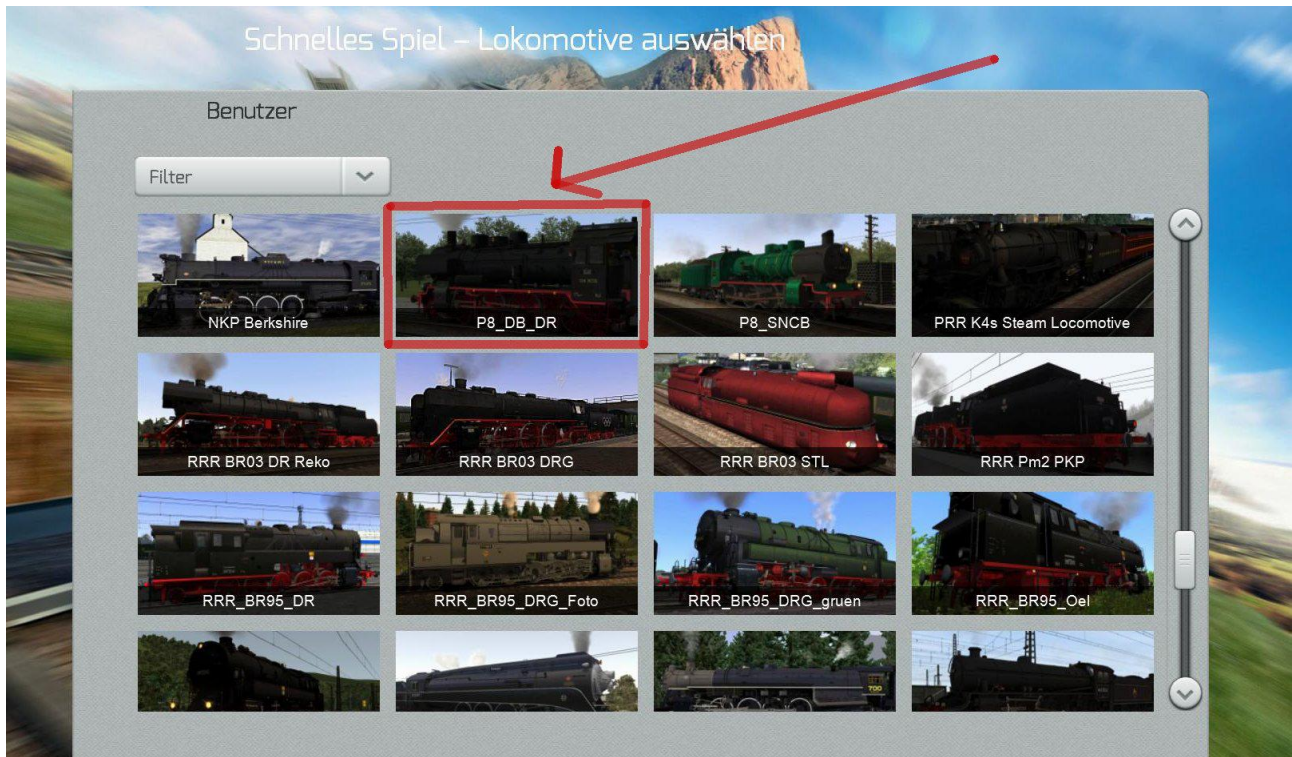 Schnelles Spiel – Lokomotive auswählen
Benutzer
Filter
NKP Berkshire
P8_DB_DR
P8_SNCB
PRR K4s Steam Locomotive
RRR BR03 DR Reko
RRR BR03 DRG
RRR BR03 STL
RRR Pm2 PKP
RRR_BR95_DR
RRR_BR95_DRG_Foto
RRR_BR95_DRG_gruen
RRR_BR95_Oel
700